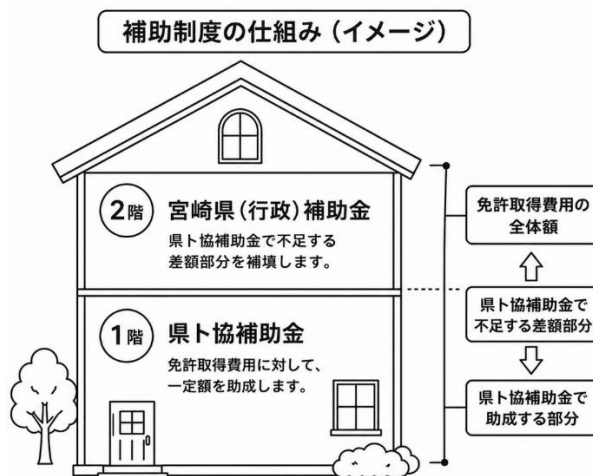 補助制度の仕組み（イメージ）
2階 宮崎県（行政）補助金
県ト協補助金で不足する
差額部分を補填します。
1階 県ト協補助金
免許取得費用に対して、
一定額を助成します。
免許取得費用の
全体額
県ト協補助金で
不足する差額部分
県ト協補助金で
助成する部分